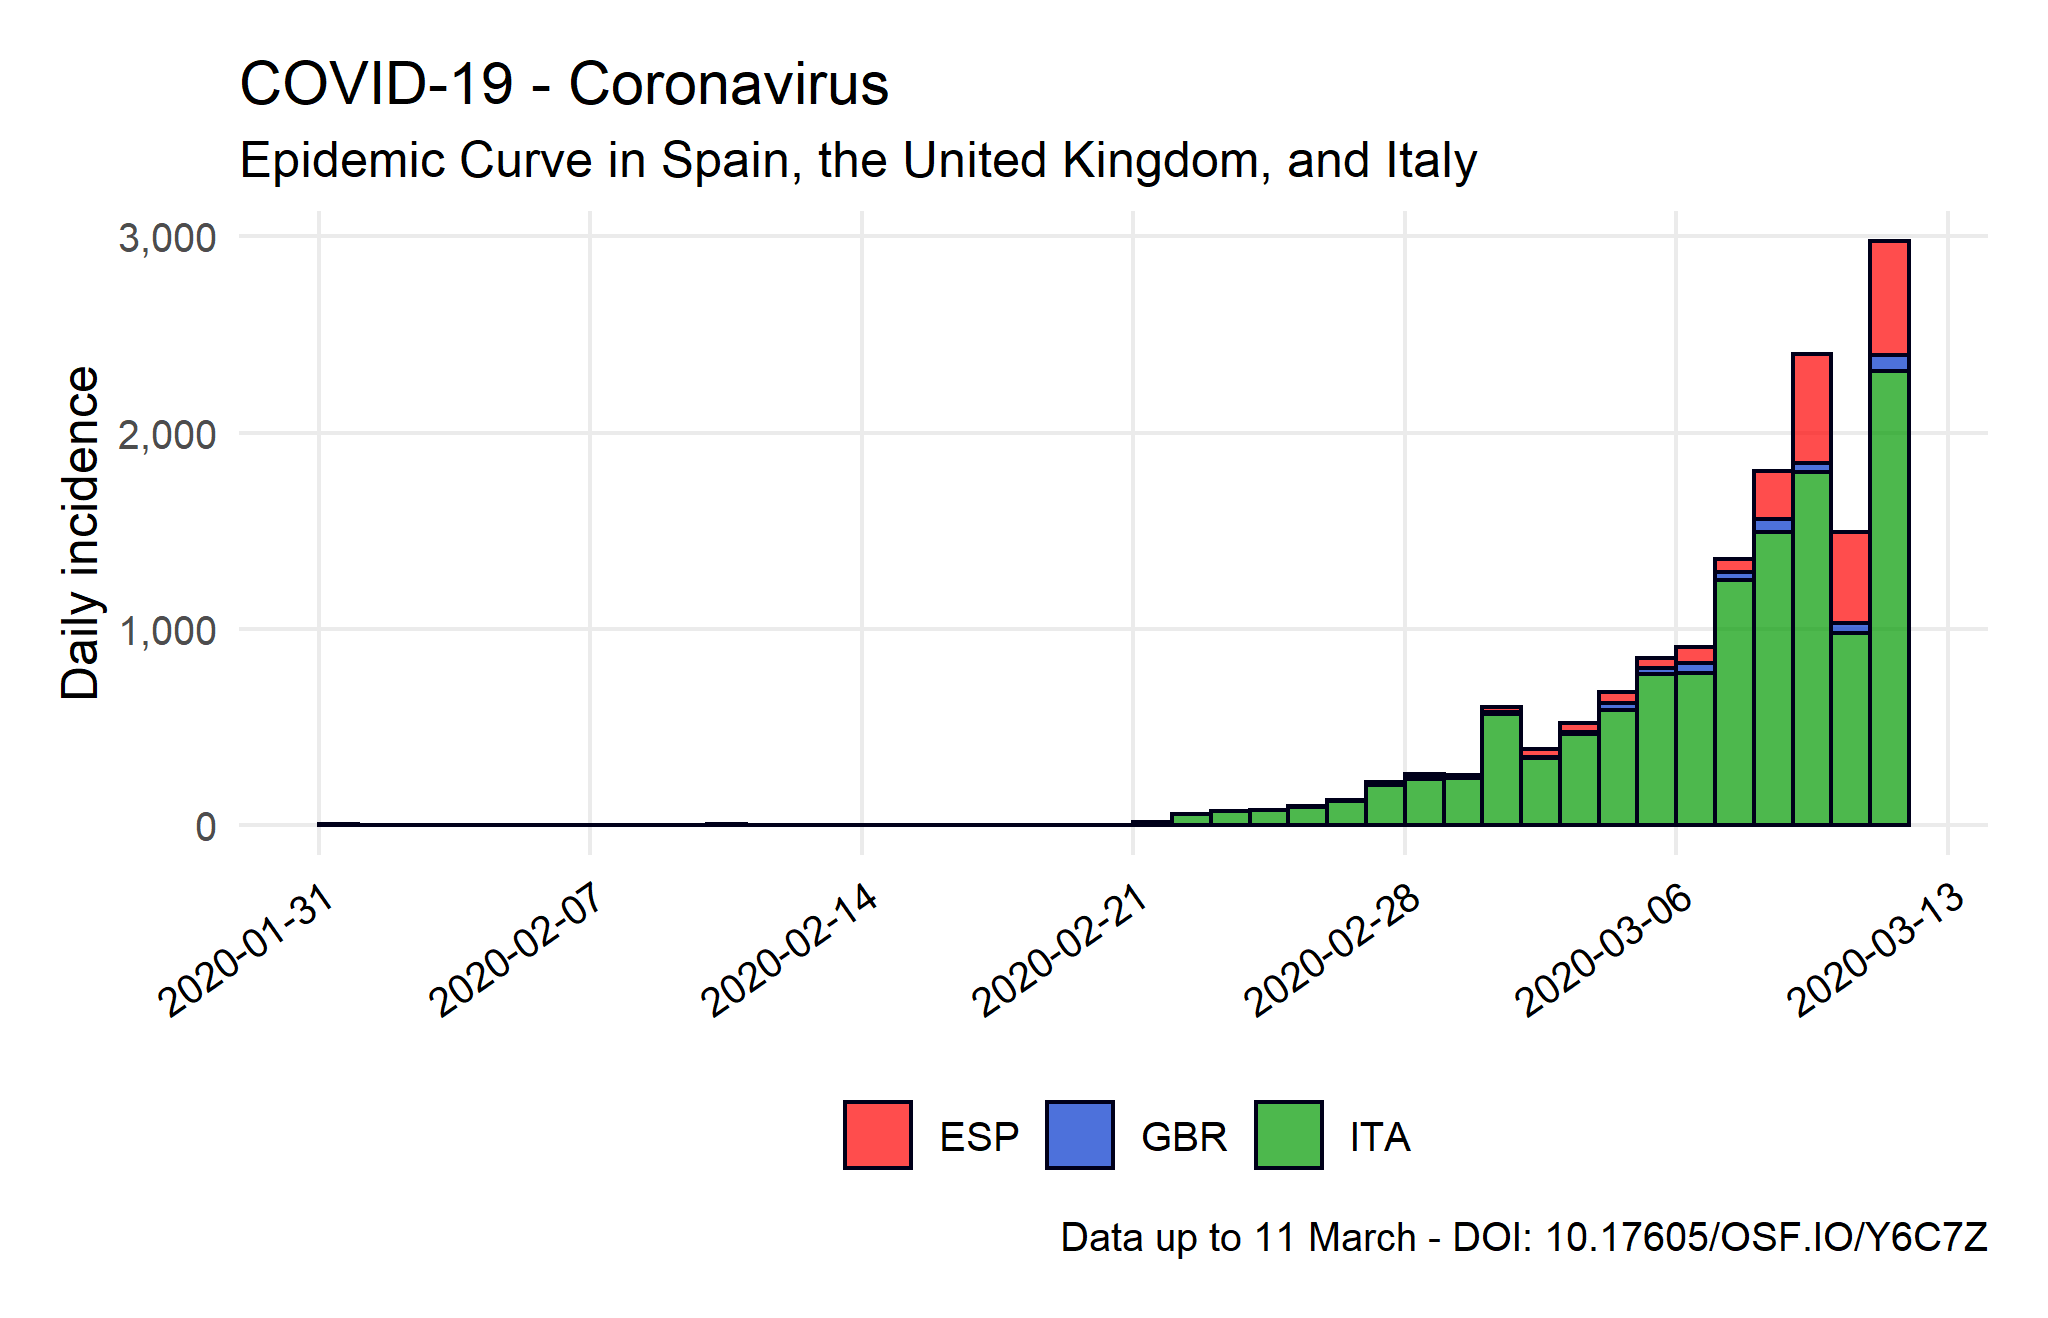 COVID-19 - Coronavirus
Epidemic Curve in Spain, the United Kingdom, and Italy
Daily incidence
3,000
2,000
1,000
0
2020-01-31
2020-02-07
2020-02-14
2020-02-21
2020-02-28
2020-03-06
2020-03-13
ESP GBR ITA
Data up to 11 March - DOI: 10.17605/OSF.IO/Y6C7Z